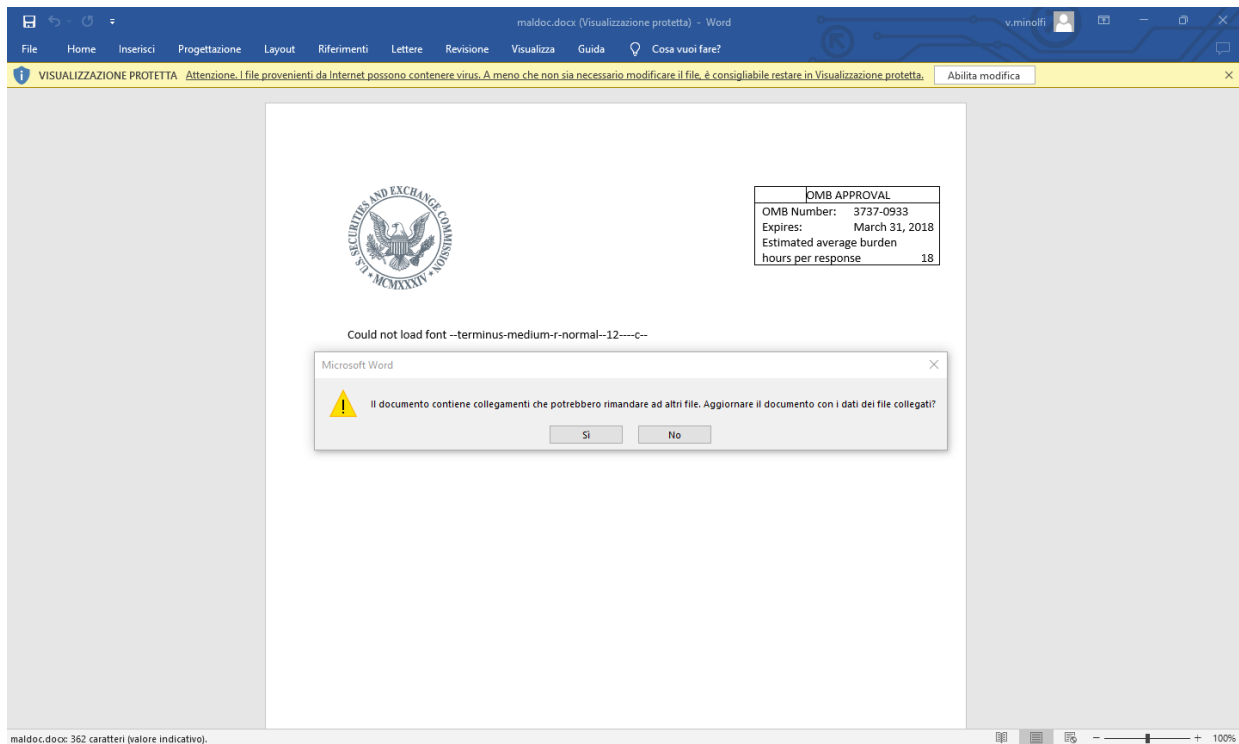 maldoc.docx (Visualizzazione protetta) - Word
v.minolfi
File Home Inserisci Progettazione Layout Riferimenti Lettere Revisione Visualizza Guida Cosa vuoi fare?
VISUALIZZAZIONE PROTETTA Attenzione. I file provenienti da Internet possono contenere virus. A meno che non sia necessario modificare il file, è consigliabile restare in Visualizzazione protetta. Abilita modifica
U.S. SECURITIES AND EXCHANGE COMMISSION
MCMXXXIV
OMB APPROVAL
OMB Number: 3737-0933
Expires: March 31, 2018
Estimated average burden
hours per response 18
Could not load font --terminus-medium-r-normal--12----c--
Microsoft Word
Il documento contiene collegamenti che potrebbero rimandare ad altri file. Aggiornare il documento con i dati dei file collegati?
Sì No
maldoc.docx: 362 caratteri (valore indicativo).
100%